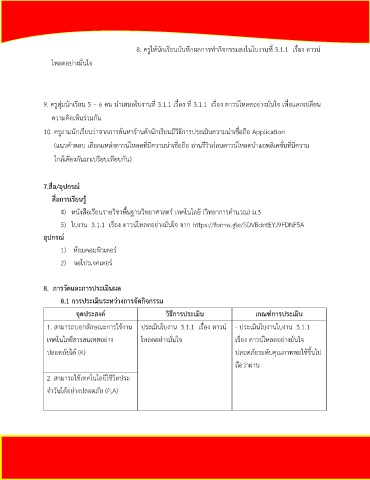 8. ครูให้นักเรียนบันทึกผลการทำกิจกรรมลงในใบงานที่ 3.1.1 เรื่อง ดาวน์
โหลดอย่างมั่นใจ
9. ครูสุ่มนักเรียน 5 – 6 คน นำเสนอใบงานที่ 3.1.1 เรื่อง ที่ 3.1.1 เรื่อง ดาวน์โหลดอย่างมั่นใจ เพื่อแลกเปลี่ยน
ความคิดเห็นร่วมกัน
10. ครูถามนักเรียนว่าจากการค้นหาร้านค้านักเรียนมีวิธีการประเมินความน่าเชื่อถือ Application
(แนวคำตอบ เลือกแหล่งดาวน์โหลดที่มีความน่าเชื่อถือ อ่านรีวิวก่อนดาวน์โหลดนำแอพลิเคชั่นที่มีความ
ใกล้เคียงกันมาเปรียบเทียบกัน)
7.สื่อ/อุปกรณ์
สื่อการเรียนรู้
4) หนังสือเรียนรายวิชาพื้นฐานวิทยาศาสตร์ เทคโนโลยี (วิทยาการคำนวณ) ม.3
5) ใบงาน 3.1.1 เรื่อง ดาวน์โหลดอย่างมั่นใจ จาก https://forms.gle/5DVBcintEYJ9FDNF5A
อุปกรณ์
1) ห้องคอมพิวเตอร์
2) จอโปรเจคเตอร์
8. การวัดและการประเมินผล
8.1 การประเมินระหว่างการจัดกิจกรรม
จุดประสงค์ วิธีการประเมิน เกณฑ์การประเมิน
1. สามารถบอกลักษณะการใช้งาน ประเมินใบงาน 3.1.1 เรื่อง ดาวน์ - ประเมินใบงานใบงาน 3.1.1
เทคโนโลยีสารสนเทศอย่าง โหลดอย่างมั่นใจ เรื่อง ดาวน์โหลดอย่างมั่นใจ
ปลอดภัยได้ (K) ปลอดภัยระดับคุณภาพพอใช้ขึ้นไป
ถือว่าผ่าน
2 .สามารถใช้เทคโนโลยีชีวิตประ
จำวันได้อย่างปลอดภัย (P,A)